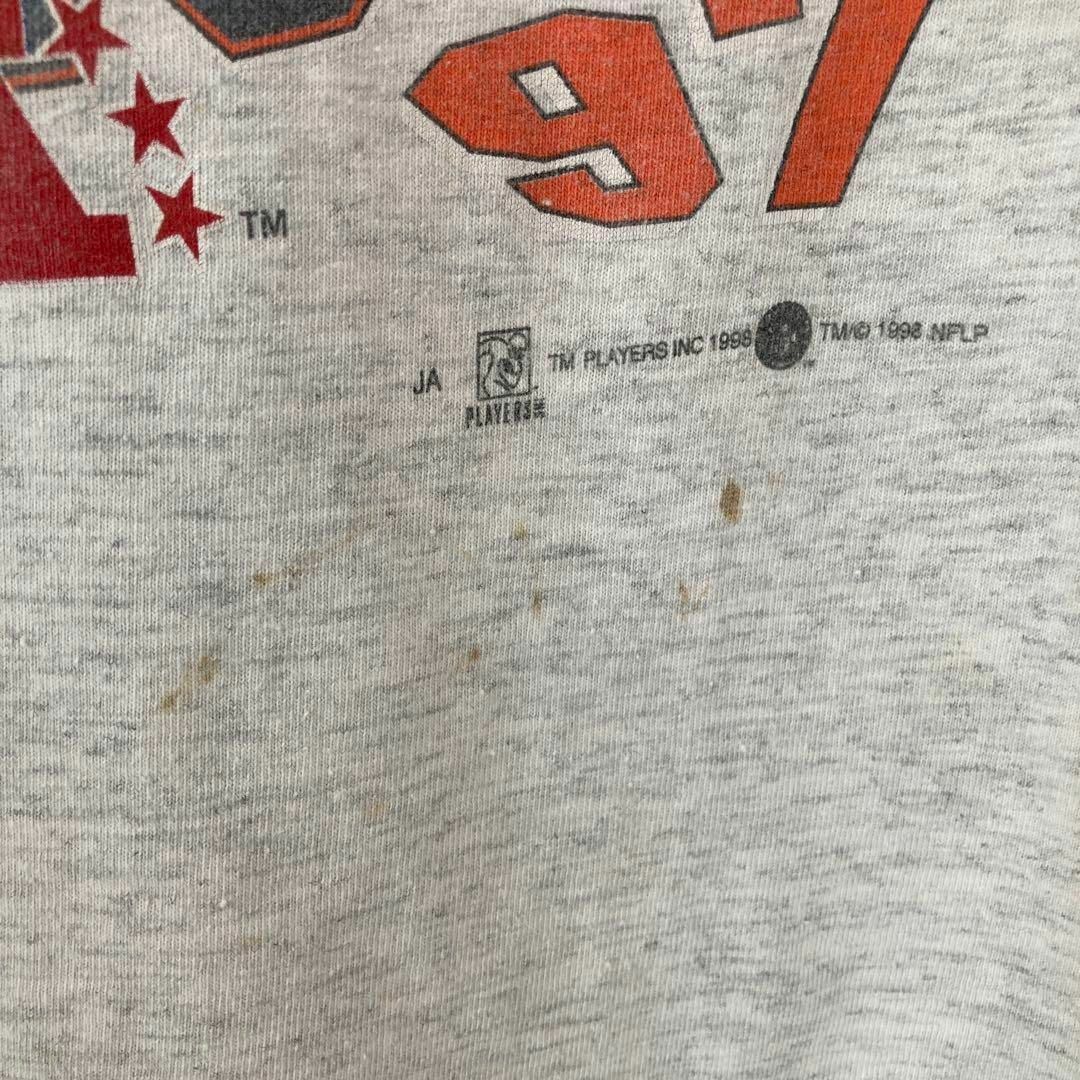 97
TM
JA
PLAYERS INC
TM PLAYERS INC 1998
TM/© 1998 NFLP